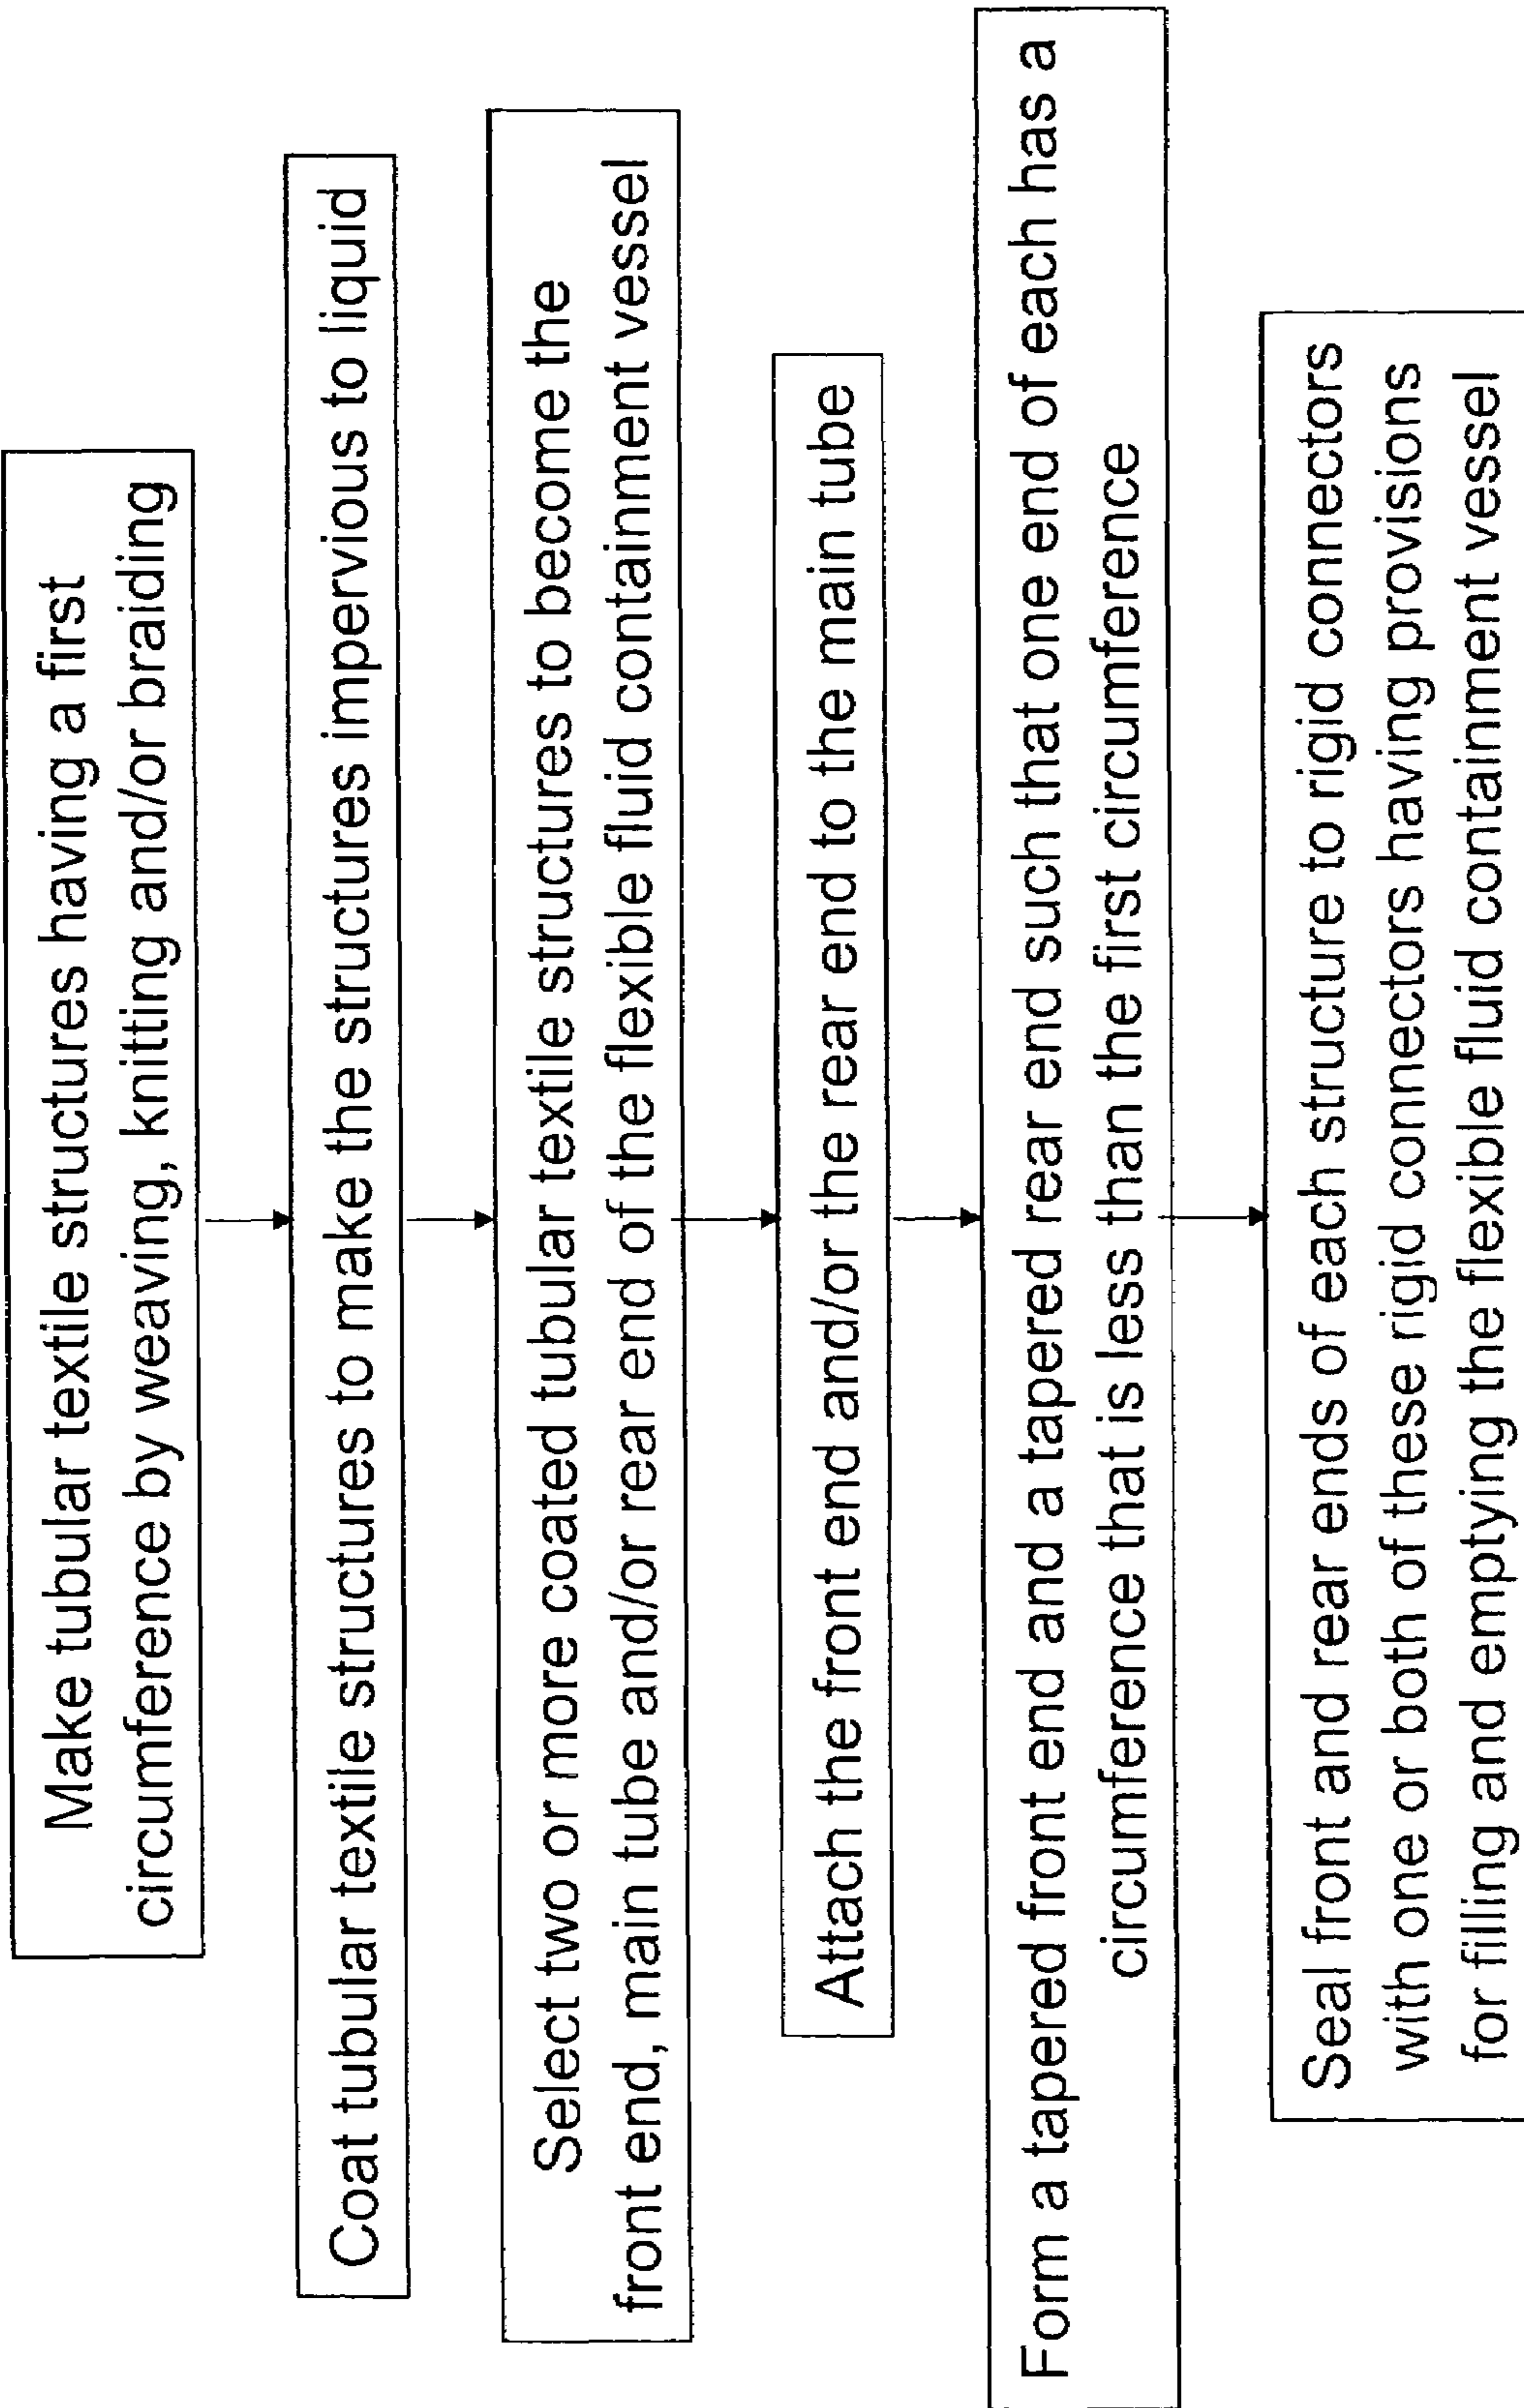 Make tubular textile structures having a first
circumference by weaving, knitting and/or braiding
Coat tubular textile structures to make the structures impervious to liquid
Select two or more coated tubular textile structures to become the
front end, main tube and/or rear end of the flexible fluid containment vessel
Attach the front end and/or the rear end to the main tube
Form a tapered front end and a tapered rear end such that one end of each has a
circumference that is less than the first circumference
Seal front and rear ends of each structure to rigid connectors
with one or both of these rigid connectors having provisions
for filling and emptying the flexible fluid containment vessel